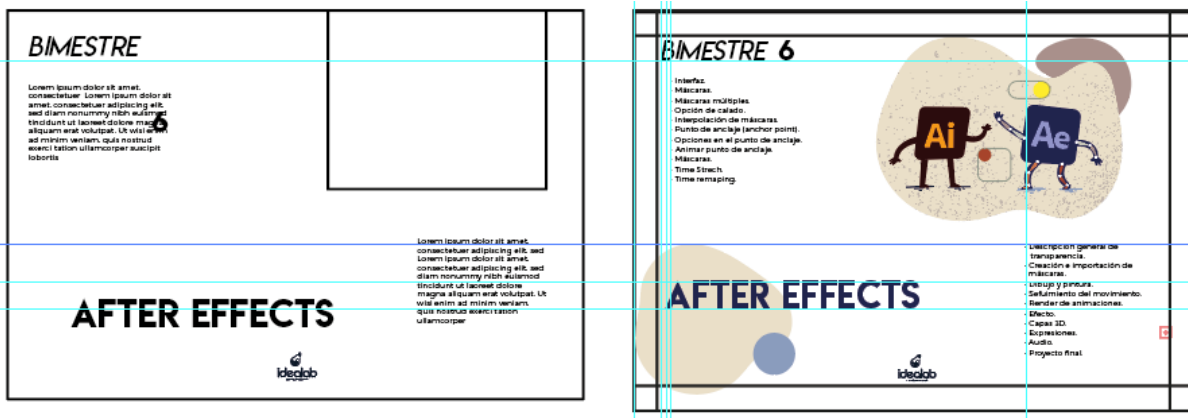 BIMESTRE
6
Lorem ipsum dolor sit amet,
consectetuer Lorem ipsum dolor sit
amet, consectetuer adipiscing elit,
sed diam nonummy nibh euismod
tincidunt ut laoreet dolore magna
aliquam erat volutpat. Ut wisi enim
ad minim veniam, quis nostrud
exerci tation ullamcorper suscipit
lobortis
Lorem ipsum dolor sit amet,
consectetuer adipiscing elit, sed
Lorem ipsum dolor sit amet,
consectetuer adipiscing elit, sed
diam nonummy nibh euismod
tincidunt ut laoreet dolore
magna aliquam erat volutpat. Ut
wisi enim ad minim veniam,
quis nostrud exerci tation
ullamcorper
AFTER EFFECTS
idealab
BIMESTRE 6
· Interfaz.
· Máscaras.
· Máscaras múltiples.
· Opción de calado.
· Interpolación de máscaras.
· Punto de anclaje (anchor point).
· Opciones en el punto de anclaje.
· Animar punto de anclaje.
· Máscaras.
· Time Strech.
· Time remaping.
Ai
Ae
AFTER EFFECTS
· Descripción general de
transparencia.
· Creación e importación de
máscaras.
· Dibujo y pintura.
· Sefuimiento del movimiento.
· Render de animaciones.
· Efecto.
· Capas 3D.
· Expresiones.
· Audio.
· Proyecto final.
idealab